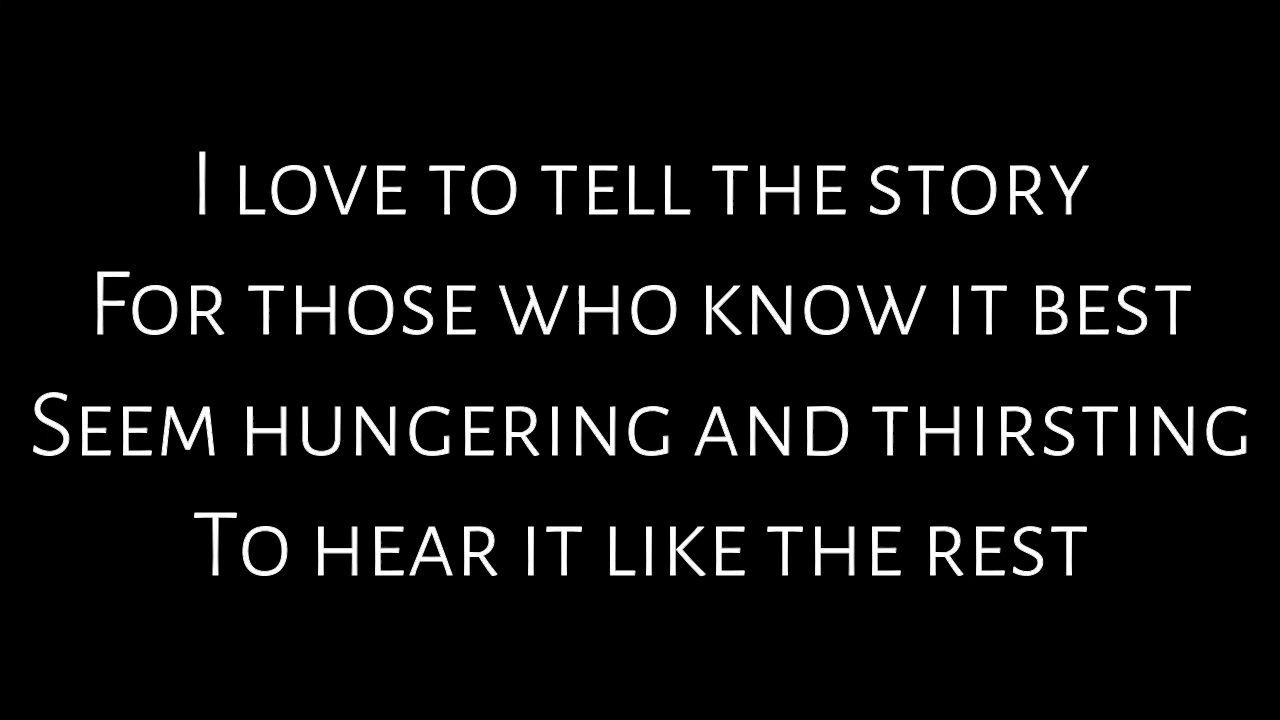 I love to tell the story
For those who know it best
Seem hungering and thirsting
To hear it like the rest